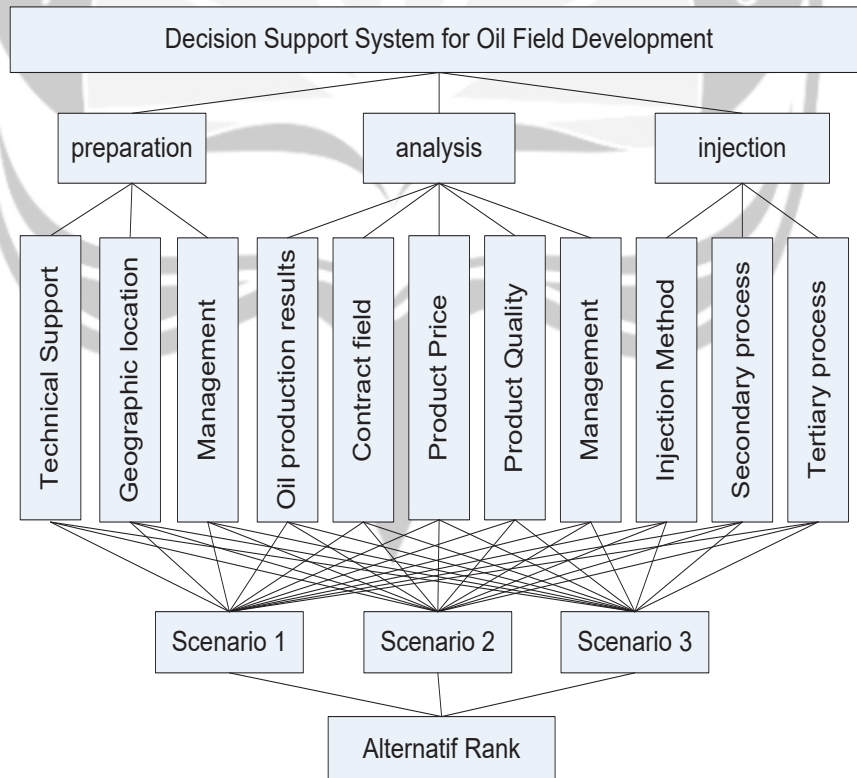 Decision Support System for Oil Field Development
preparation
analysis
injection
Technical Support
Geographic location
Management
Oil production results
Contract field
Product Price
Product Quality
Management
Injection Method
Secondary process
Tertiary process
Scenario 1
Scenario 2
Scenario 3
Alternatif Rank